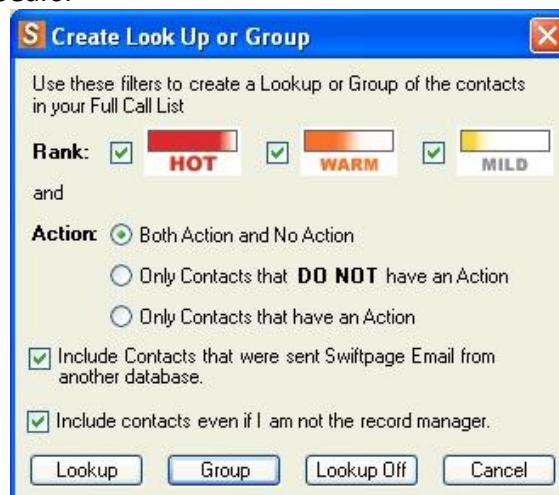 S Create Look Up or Group
Use these filters to create a Lookup or Group of the contacts
in your Full Call List
Rank: HOT WARM MILD
and
Action: Both Action and No Action
Only Contacts that DO NOT have an Action
Only Contacts that have an Action
Include Contacts that were sent Swiftpage Email from
another database.
Include contacts even if I am not the record manager.
Lookup Group Lookup Off Cancel